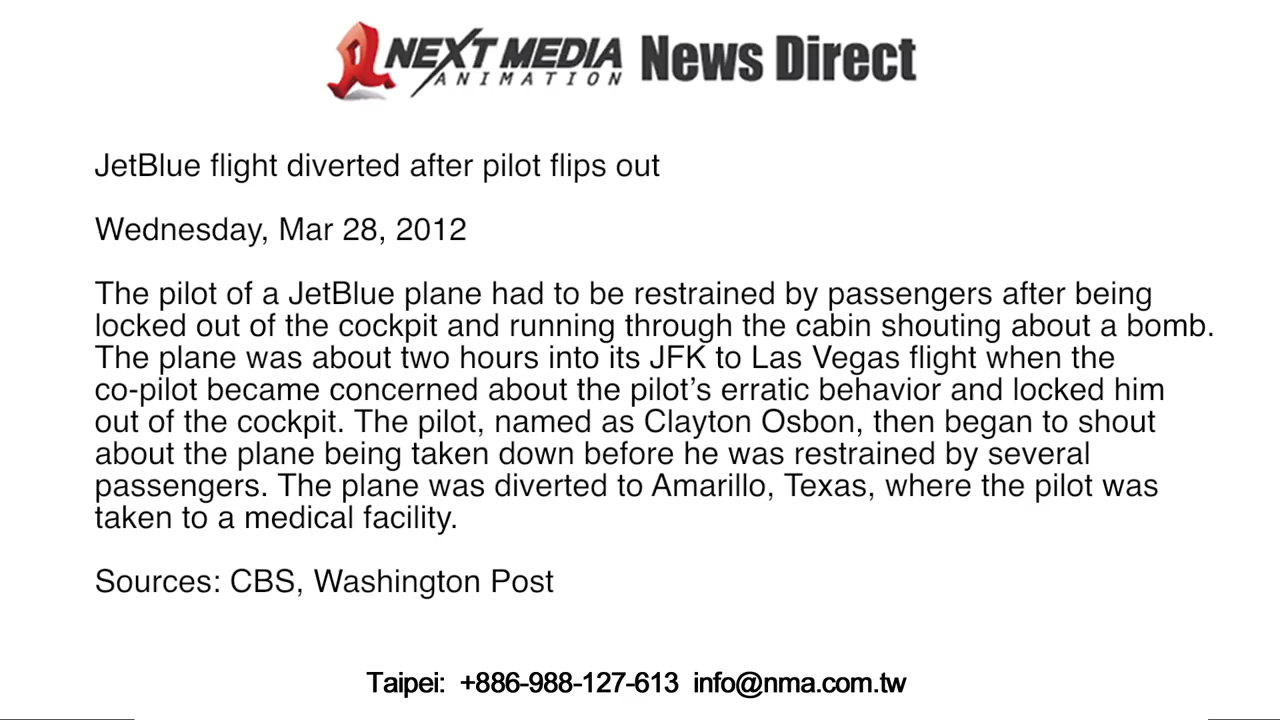 NEXT MEDIA News Direct
ANIMATION
JetBlue flight diverted after pilot flips out
Wednesday, Mar 28, 2012
The pilot of a JetBlue plane had to be restrained by passengers after being
locked out of the cockpit and running through the cabin shouting about a bomb.
The plane was about two hours into its JFK to Las Vegas flight when the
co-pilot became concerned about the pilot’s erratic behavior and locked him
out of the cockpit. The pilot, named as Clayton Osbon, then began to shout
about the plane being taken down before he was restrained by several
passengers. The plane was diverted to Amarillo, Texas, where the pilot was
taken to a medical facility.
Sources: CBS, Washington Post
Taipei: +886-988-127-613 info@nma.com.tw